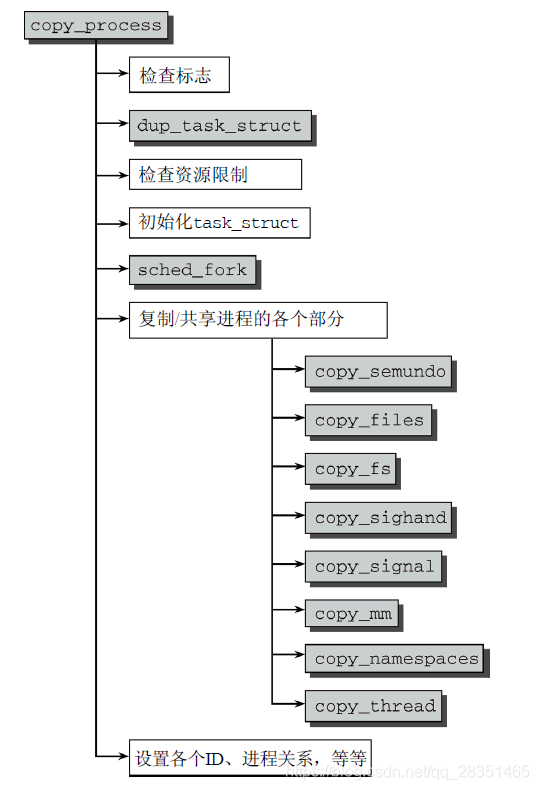 copy_process
检查标志
dup_task_struct
检查资源限制
初始化task_struct
sched_fork
复制/共享进程的各个部分
copy_semundo
copy_files
copy_fs
copy_sighand
copy_signal
copy_mm
copy_namespaces
copy_thread
设置各个ID、进程关系，等等
https://blog.csdn.net/qq_28351465